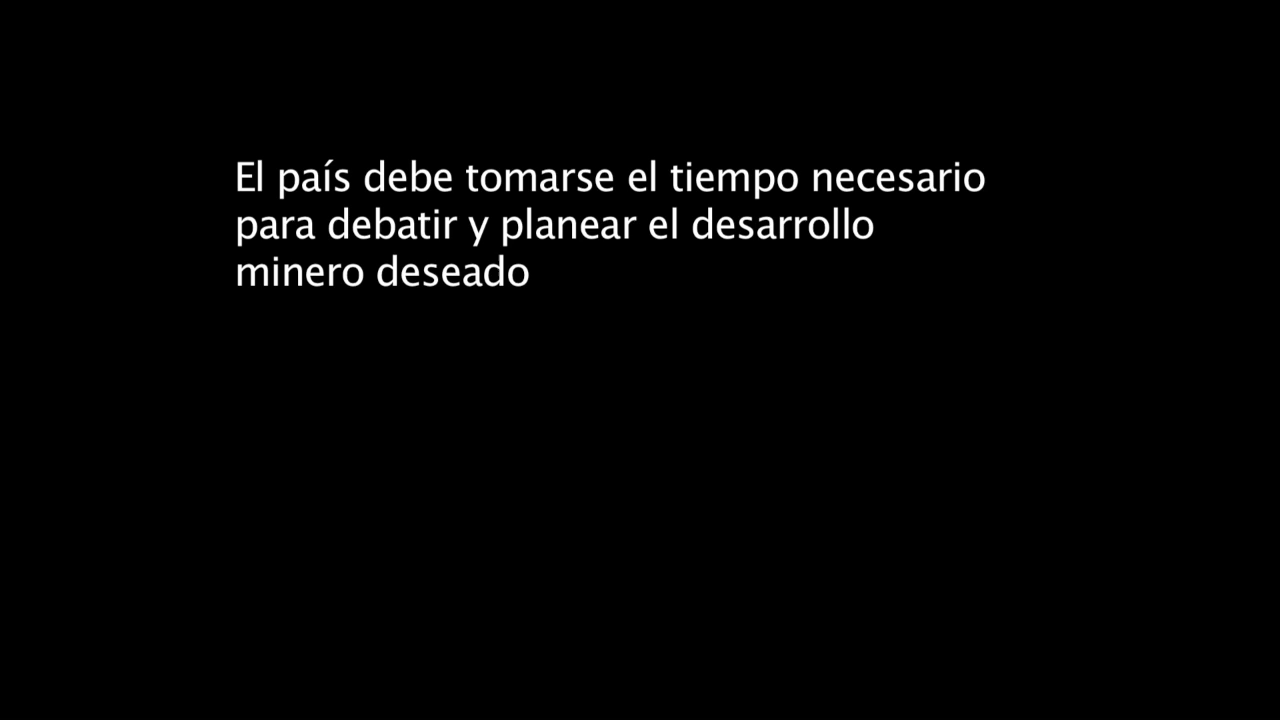 El país debe tomarse el tiempo necesario
para debatir y planear el desarrollo
minero deseado